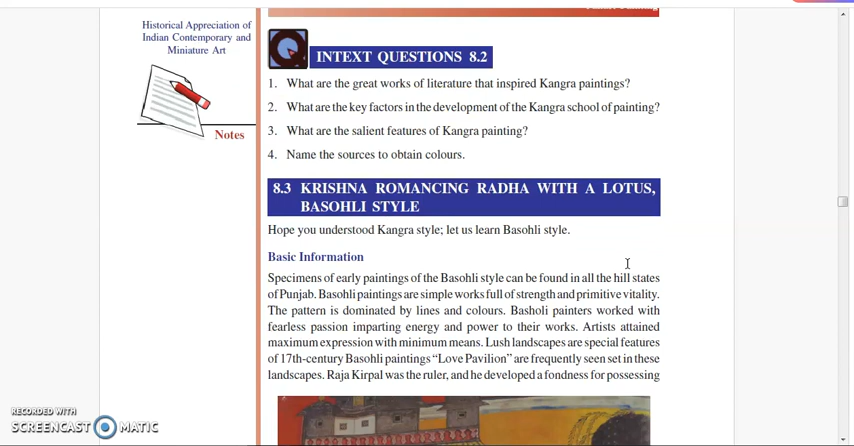 Historical Appreciation of
Indian Contemporary and
Miniature Art
Notes
INTEXT QUESTIONS 8.2
1. What are the great works of literature that inspired Kangra paintings?
2. What are the key factors in the development of the Kangra school of painting?
3. What are the salient features of Kangra painting?
4. Name the sources to obtain colours.
8.3 KRISHNA ROMANCING RADHA WITH A LOTUS,
BASOHLI STYLE
Hope you understood Kangra style; let us learn Basohli style.
Basic Information
Specimens of early paintings of the Basohli style can be found in all the hill states
of Punjab. Basohli paintings are simple works full of strength and primitive vitality.
The pattern is dominated by lines and colours. Basholi painters worked with
fearless passion imparting energy and power to their works. Artists attained
maximum expression with minimum means. Lush landscapes are special features
of 17th-century Basohli paintings “Love Pavilion” are frequently seen set in these
landscapes. Raja Kirpal was the ruler, and he developed a fondness for possessing
RECORDED WITH
SCREENCAST MATIC